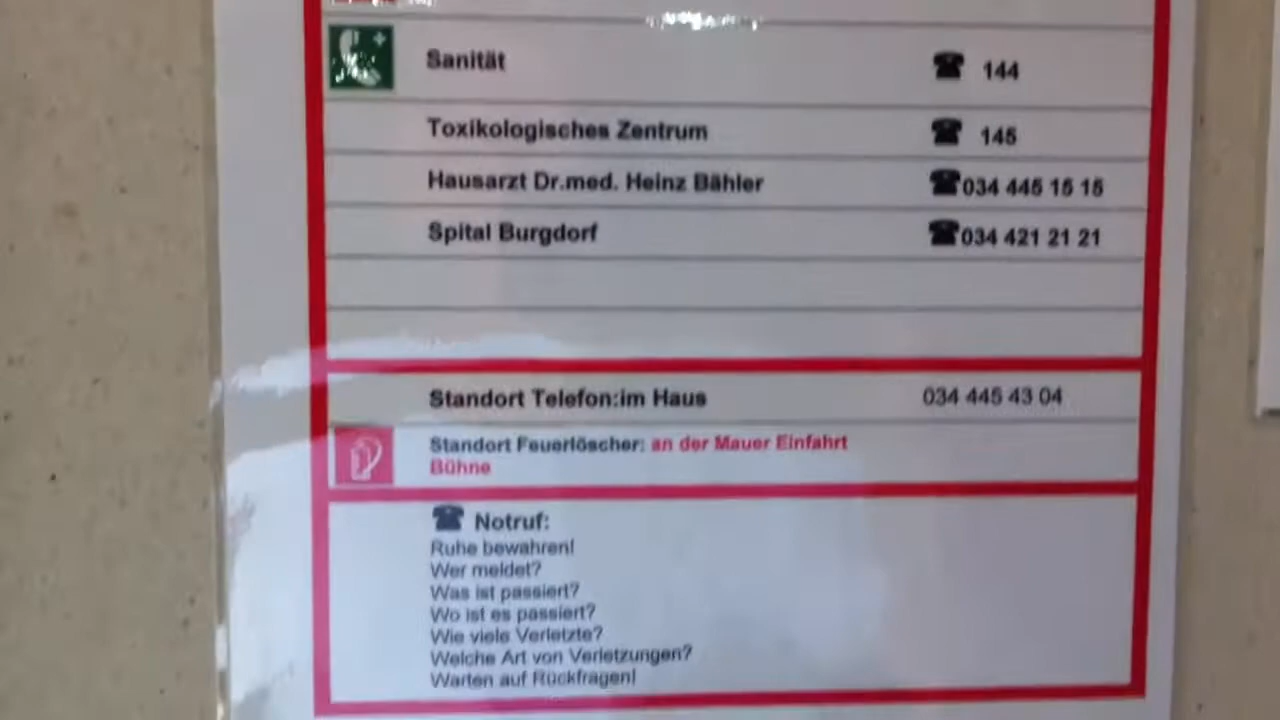 Sanität ☎ 144
Toxikologisches Zentrum ☎ 145
Hausarzt Dr.med. Heinz Bähler ☎034 445 15 15
Spital Burgdorf ☎034 421 21 21
Standort Telefon:im Haus 034 445 43 04
Standort Feuerlöscher: an der Mauer Einfahrt
Bühne
☎ Notruf:
Ruhe bewahren!
Wer meldet?
Was ist passiert?
Wo ist es passiert?
Wie viele Verletzte?
Welche Art von Verletzungen?
Warten auf Rückfragen!